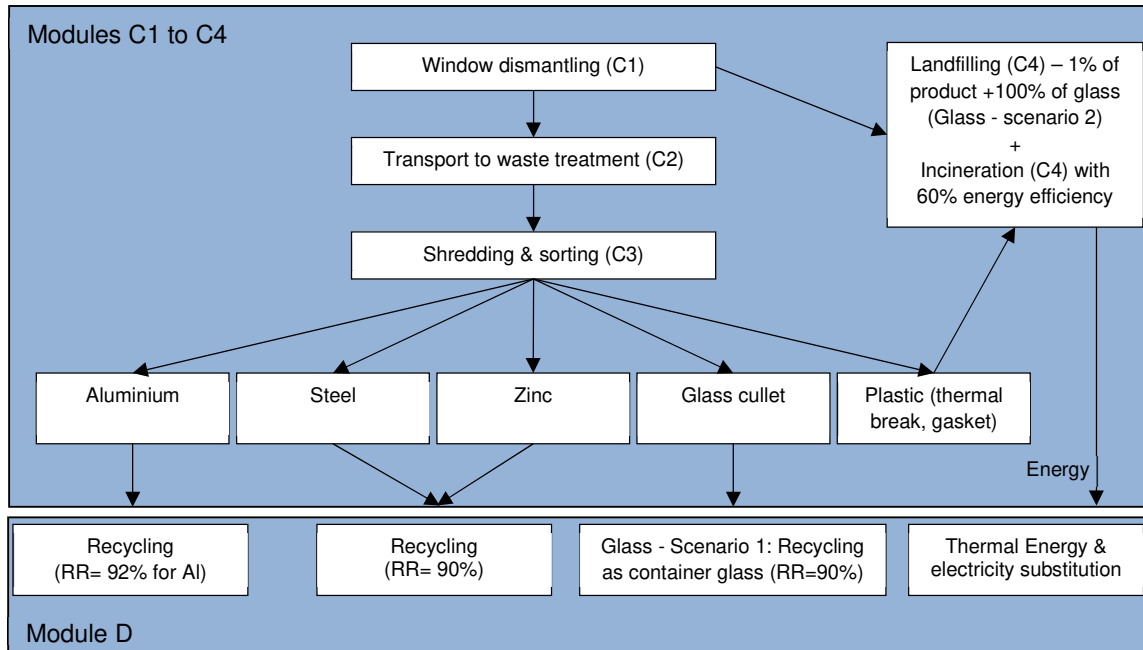 Modules C1 to C4
Window dismantling (C1)
Landfilling (C4) – 1% of
product +100% of glass
(Glass - scenario 2)
+
Incineration (C4) with
60% energy efficiency
Transport to waste treatment (C2)
Shredding & sorting (C3)
Aluminium
Steel
Zinc
Glass cullet
Plastic (thermal
break, gasket)
Energy
Recycling
(RR= 92% for Al)
Recycling
(RR= 90%)
Glass - Scenario 1: Recycling
as container glass (RR=90%)
Thermal Energy &
electricity substitution
Module D